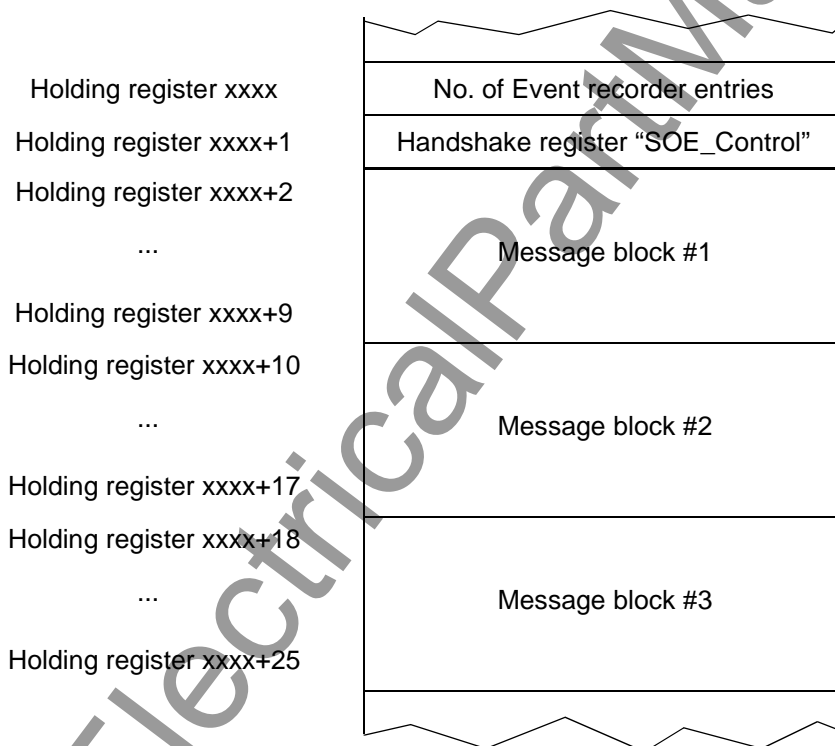 Holding register xxxx No. of Event recorder entries
Holding register xxxx+1 Handshake register “SOE_Control”
Holding register xxxx+2
... Message block #1
Holding register xxxx+9
Holding register xxxx+10
... Message block #2
Holding register xxxx+17
Holding register xxxx+18
... Message block #3
Holding register xxxx+25
ElectricalPartM